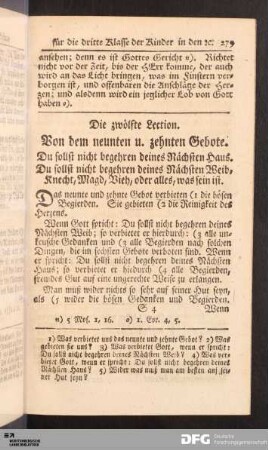 für die dritte Klasse der Kinder in den ꝛc. 279
ansehen; denn es ist Gottes Gericht n). Richtet
nicht vor der Zeit, bis der HErr komme, der auch
wird an das Licht bringen, was im Finstern ver-
borgen ist, und offenbaren die Anschläge der Her-
zen; und alsdenn wird ein jeglicher Lob von Gott
haben o).
Die zwölfte Lection.
Von dem neunten u. zehnten Gebote.
Du sollst nicht begehren deines Nächsten Haus.
Du sollst nicht begehren deines Nächsten Weib,
Knecht, Magd, Vieh, oder alles, was sein ist.
Das neunte und zehnte Gebot verbieten (1 die bösen
Begierden. Sie gebieten (2 die Reinigkeit des
Herzens.
Wenn Gott spricht: Du sollst nicht begehren deines
Nächsten Weib; so verbietet er hiedurch: (3 alle un-
keusche Gedanken und (3 alle Begierden nach solchen
Dingen, die im sechsten Gebote verboten sind. Wenn
er spricht: Du sollst nicht begehren deines Nächsten
Haus; so verbietet er hiedurch (4 alle Begierden,
fremdes Gut auf eine ungerechte Weise zu erlangen.
Man muß wider nichts so sehr auf seiner Hut seyn,
als (5 wider die bösen Gedanken und Begierden.
S 4 Wenn
n) 5 Mos. 1, 16. o) 1. Cor. 4, 5.
1) Was verbietet uns das neunte und zehnte Gebot? 2) Was
gebieten sie uns? 3) Was verbietet Gott, wenn er spricht:
Du sollst nicht begehren deines Nächsten Weib? 4) Was ver-
bietet Gott, wenn er spricht: Du sollst nicht begehren deines
Nächsten Haus? 5) Wider was muß man am besten auf sei-
ner Hut seyn?
DFG